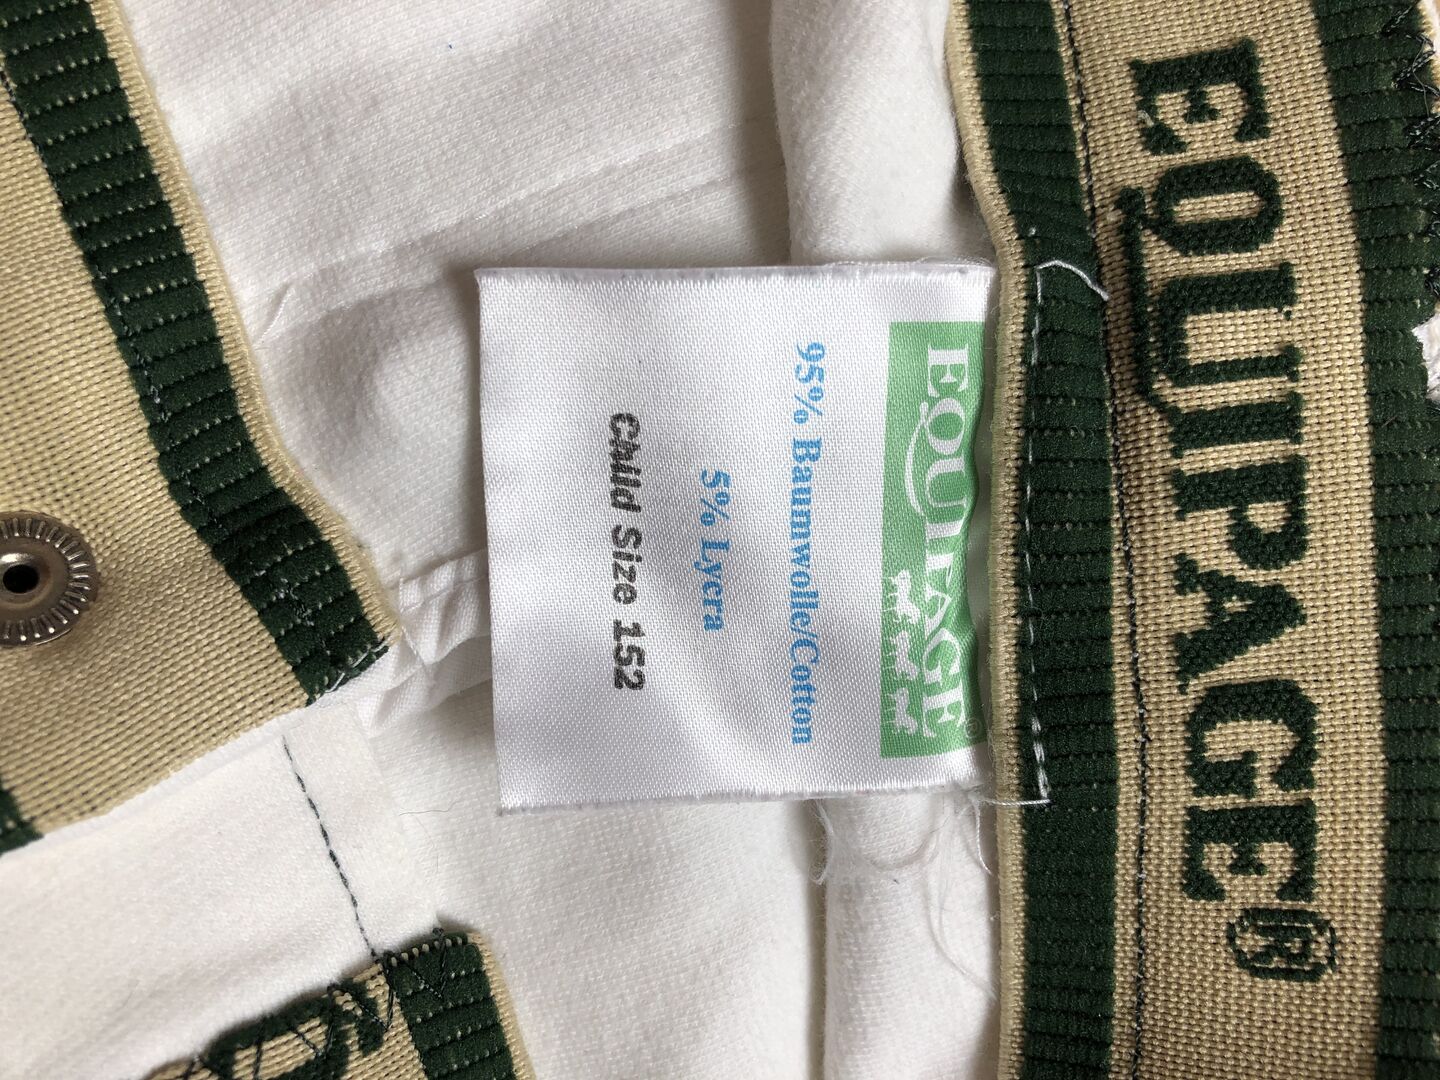 EQUIPAGE®
EQUIPAGE®
95% Baumwolle/Cotton
5% Lycra
Child Size 152